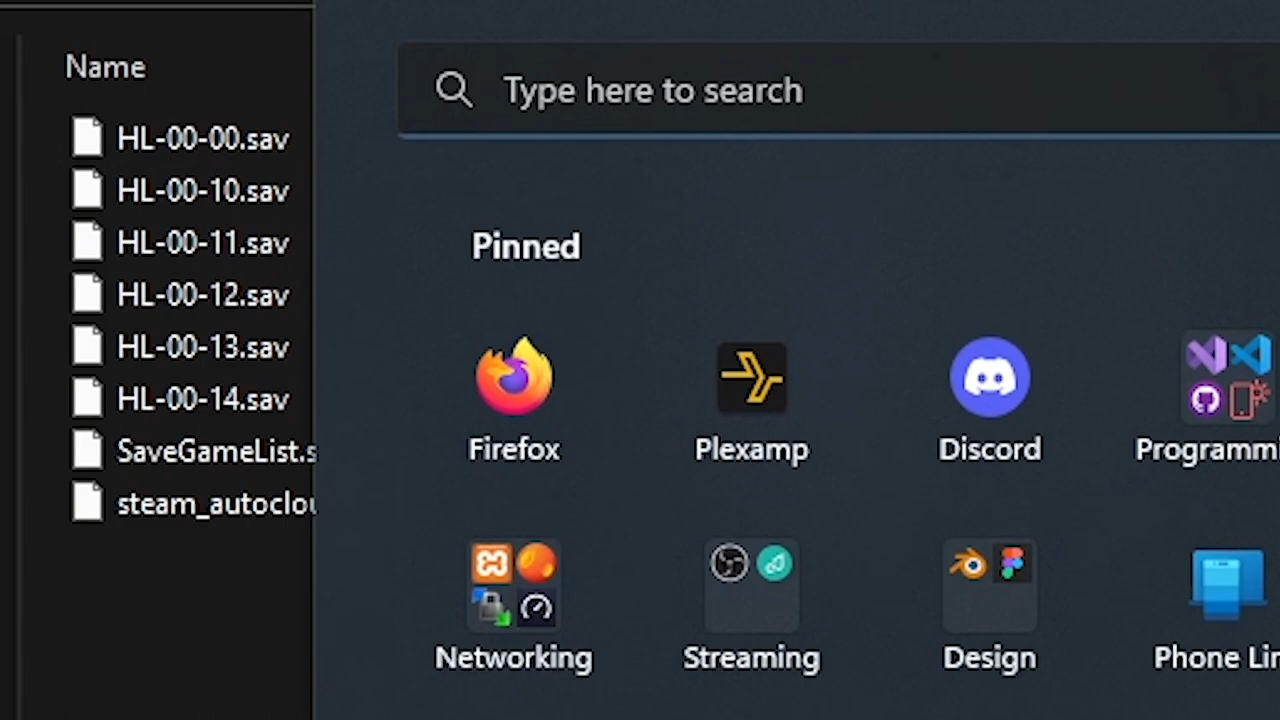 Name
HL-00-00.sav
HL-00-10.sav
HL-00-11.sav
HL-00-12.sav
HL-00-13.sav
HL-00-14.sav
SaveGameList.s
steam_autoclou
Type here to search
Pinned
Firefox
Plexamp
Discord
Programmi
Networking
Streaming
Design
Phone Lin